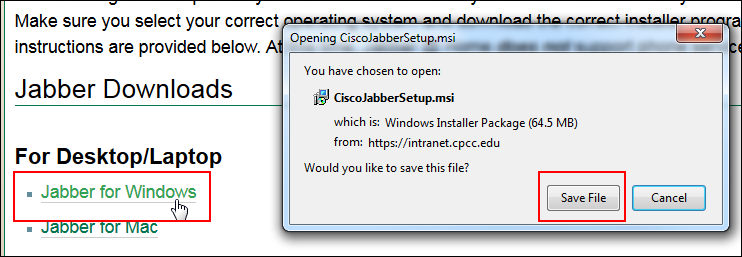 Make sure you select your correct operating system and download the correct installer progra
instructions are provided below. At
Jabber Downloads
For Desktop/Laptop
Jabber for Windows
Jabber for Mac
Opening CiscoJabberSetup.msi
You have chosen to open:
CiscoJabberSetup.msi
which is: Windows Installer Package (64.5 MB)
from: https://intranet.cpcc.edu
Would you like to save this file?
Save File
Cancel